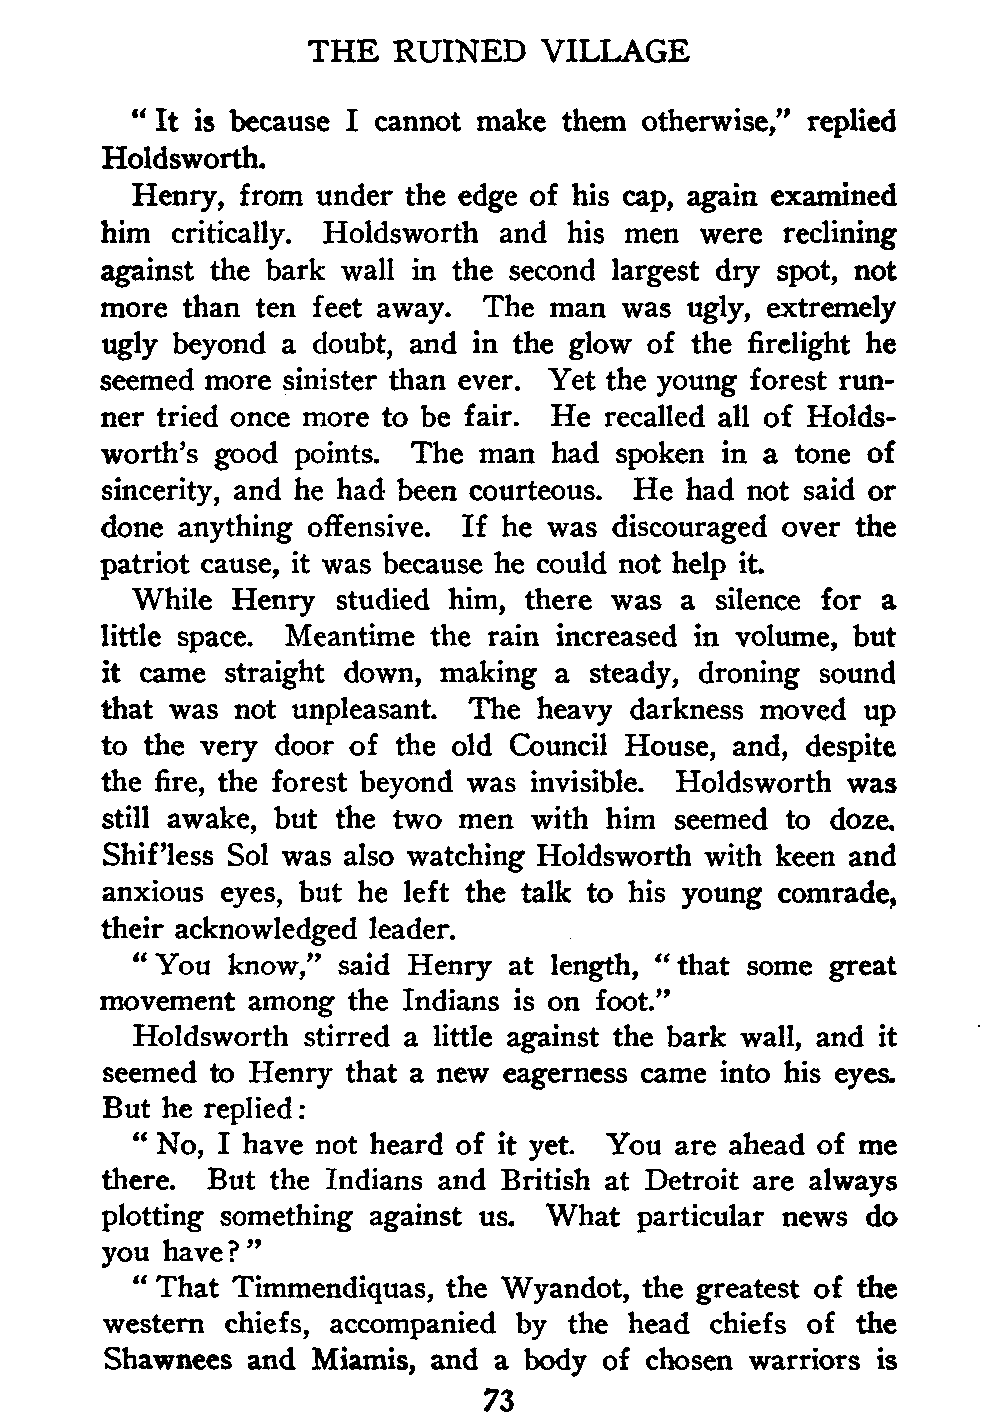 THE RUINED VILLAGE
“ It is because I cannot make them otherwise,” replied
Holdsworth.
Henry, from under the edge of his cap, again examined
him critically. Holdsworth and his men were reclining
against the bark wall in the second largest dry spot, not
more than ten feet away. The man was ugly, extremely
ugly beyond a doubt, and in the glow of the firelight he
seemed more sinister than ever. Yet the young forest run-
ner tried once more to be fair. He recalled all of Holds-
worth’s good points. The man had spoken in a tone of
sincerity, and he had been courteous. He had not said or
done anything offensive. If he was discouraged over the
patriot cause, it was because he could not help it.
While Henry studied him, there was a silence for a
little space. Meantime the rain increased in volume, but
it came straight down, making a steady, droning sound
that was not unpleasant. The heavy darkness moved up
to the very door of the old Council House, and, despite
the fire, the forest beyond was invisible. Holdsworth was
still awake, but the two men with him seemed to doze.
Shif’less Sol was also watching Holdsworth with keen and
anxious eyes, but he left the talk to his young comrade,
their acknowledged leader.
“ You know,” said Henry at length, “ that some great
movement among the Indians is on foot.”
Holdsworth stirred a little against the bark wall, and it
seemed to Henry that a new eagerness came into his eyes.
But he replied :
“ No, I have not heard of it yet. You are ahead of me
there. But the Indians and British at Detroit are always
plotting something against us. What particular news do
you have? ”
“ That Timmendiquas, the Wyandot, the greatest of the
western chiefs, accompanied by the head chiefs of the
Shawnees and Miamis, and a body of chosen warriors is
73